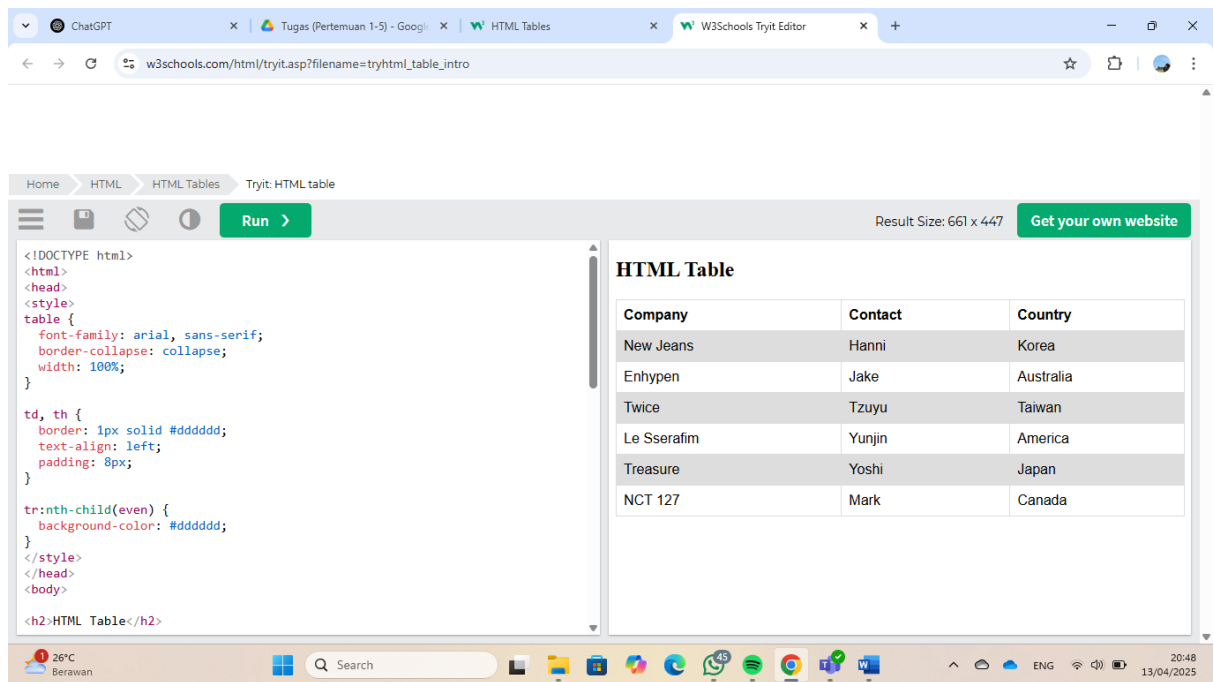 ChatGPT
Tugas (Pertemuan 1-5) - Googl
HTML Tables
W3Schools Tryit Editor
w3schools.com/html/tryit.asp?filename=tryhtml_table_intro
Home HTML HTML Tables Tryit: HTML table
Run ❯
Result Size: 661 x 447
Get your own website
<!DOCTYPE html>
<html>
<head>
<style>
table {
  font-family: arial, sans-serif;
  border-collapse: collapse;
  width: 100%;
}

td, th {
  border: 1px solid #dddddd;
  text-align: left;
  padding: 8px;
}

tr:nth-child(even) {
  background-color: #dddddd;
}
</style>
</head>
<body>

<h2>HTML Table</h2>
HTML Table
Company Contact Country
New Jeans Hanni Korea
Enhypen Jake Australia
Twice Tzuyu Taiwan
Le Sserafim Yunjin America
Treasure Yoshi Japan
NCT 127 Mark Canada
1
26°C
Berawan
Search
45
ENG
20:48
13/04/2025